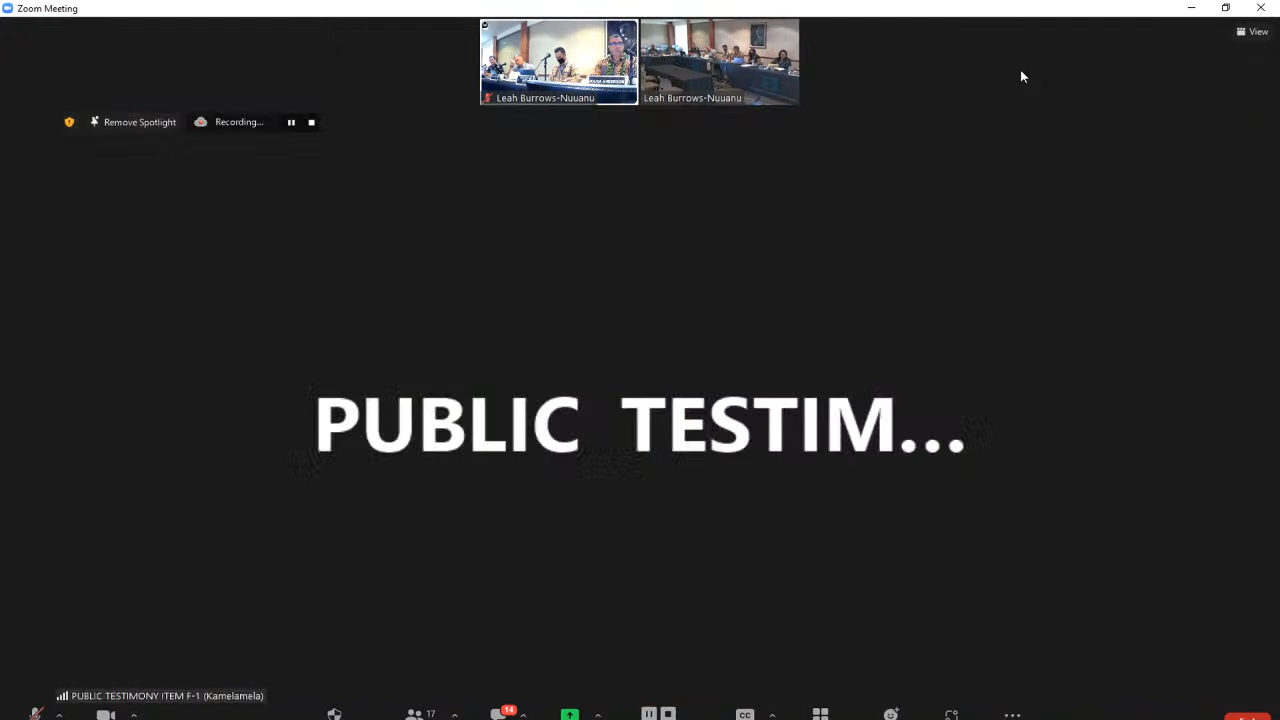 Zoom Meeting
View
Leah Burrows-Nuuanu
Leah Burrows-Nuuanu
Remove Spotlight
Recording...
PUBLIC TESTIM...
PUBLIC TESTIMONY ITEM F-1 (Kamelamela)
17
14
CC